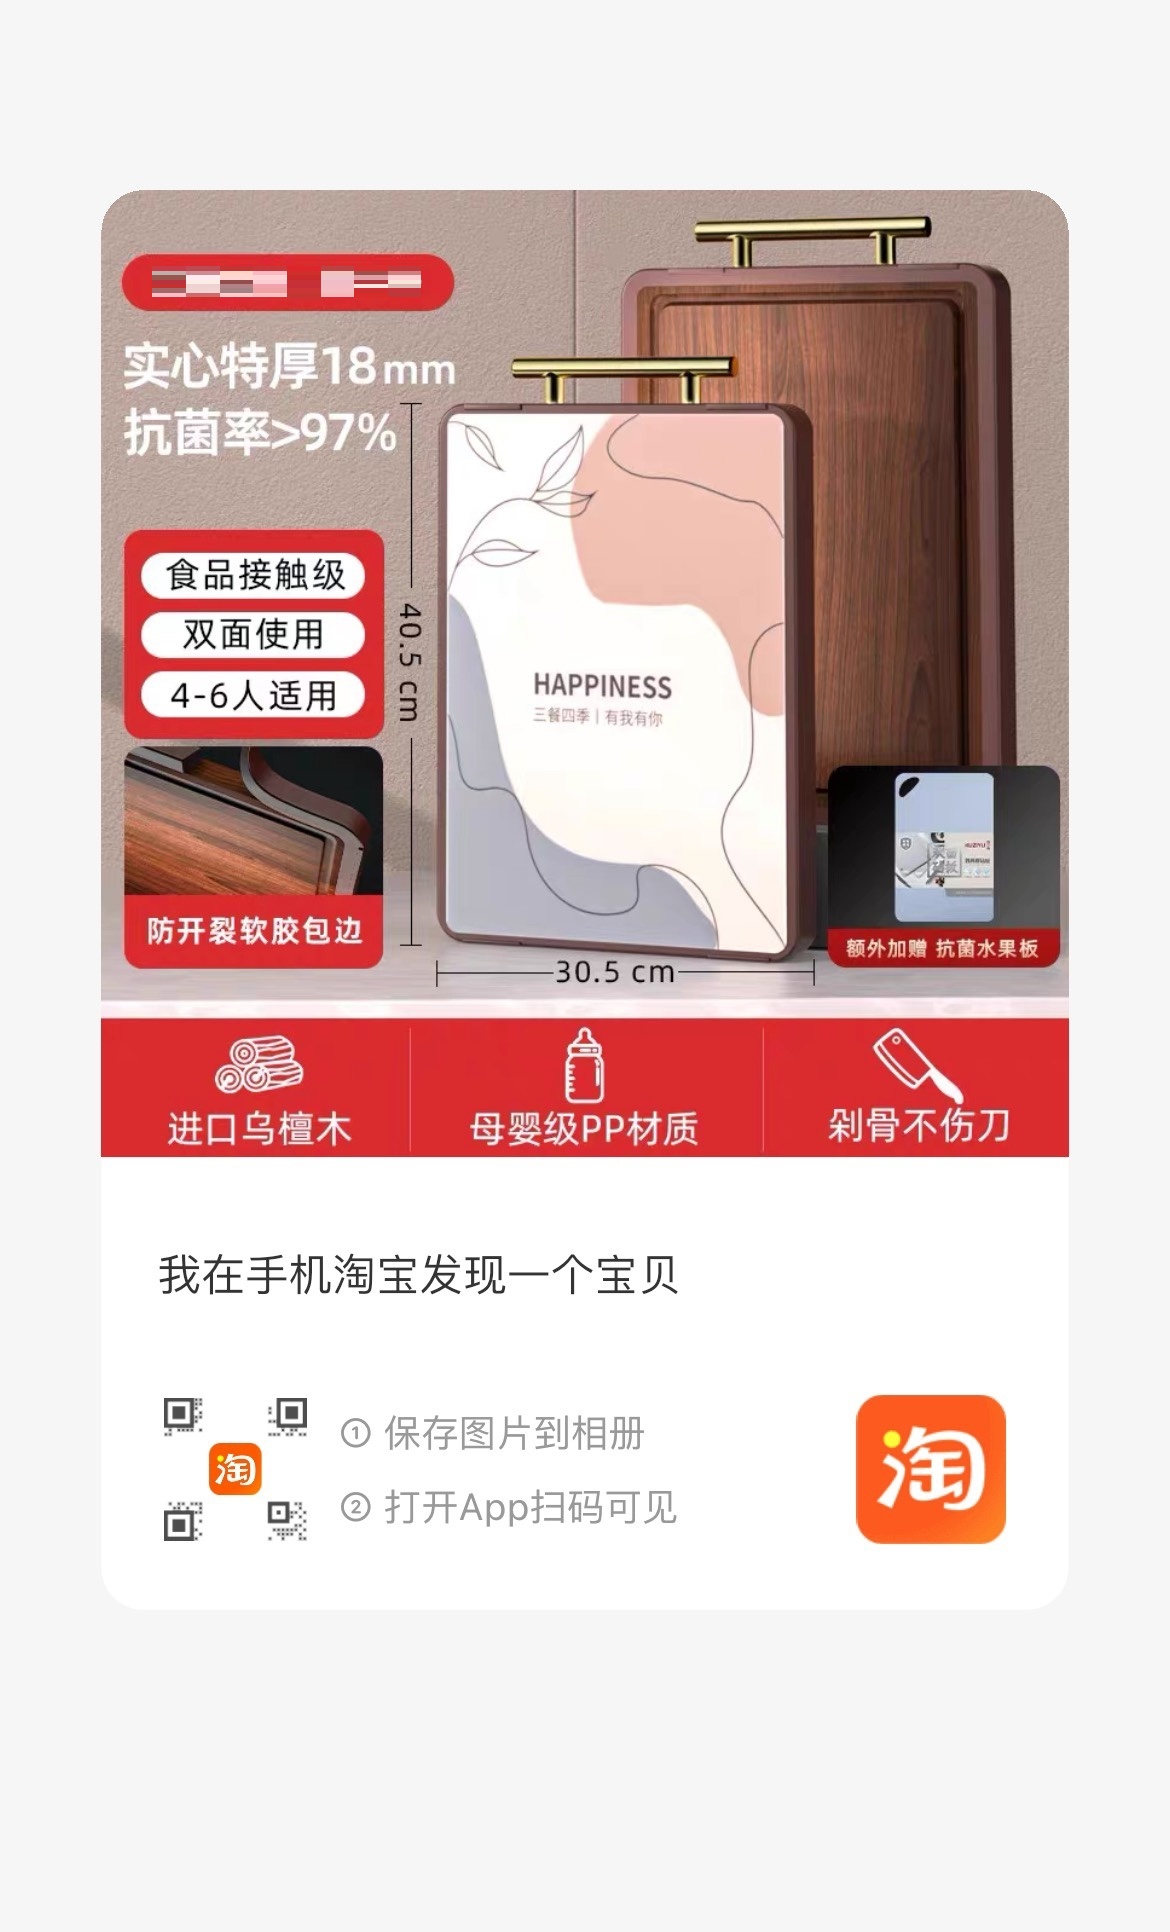 实心特厚18mm
抗菌率>97%
食品接触级
双面使用
4-6人适用
40.5 cm
HAPPINESS
三餐四季 | 有我有你
防开裂软胶包边
额外加赠 抗菌水果板
30.5 cm
进口乌檀木
母婴级PP材质
剁骨不伤刀
我在手机淘宝发现一个宝贝
① 保存图片到相册
② 打开App扫码可见
淘
淘